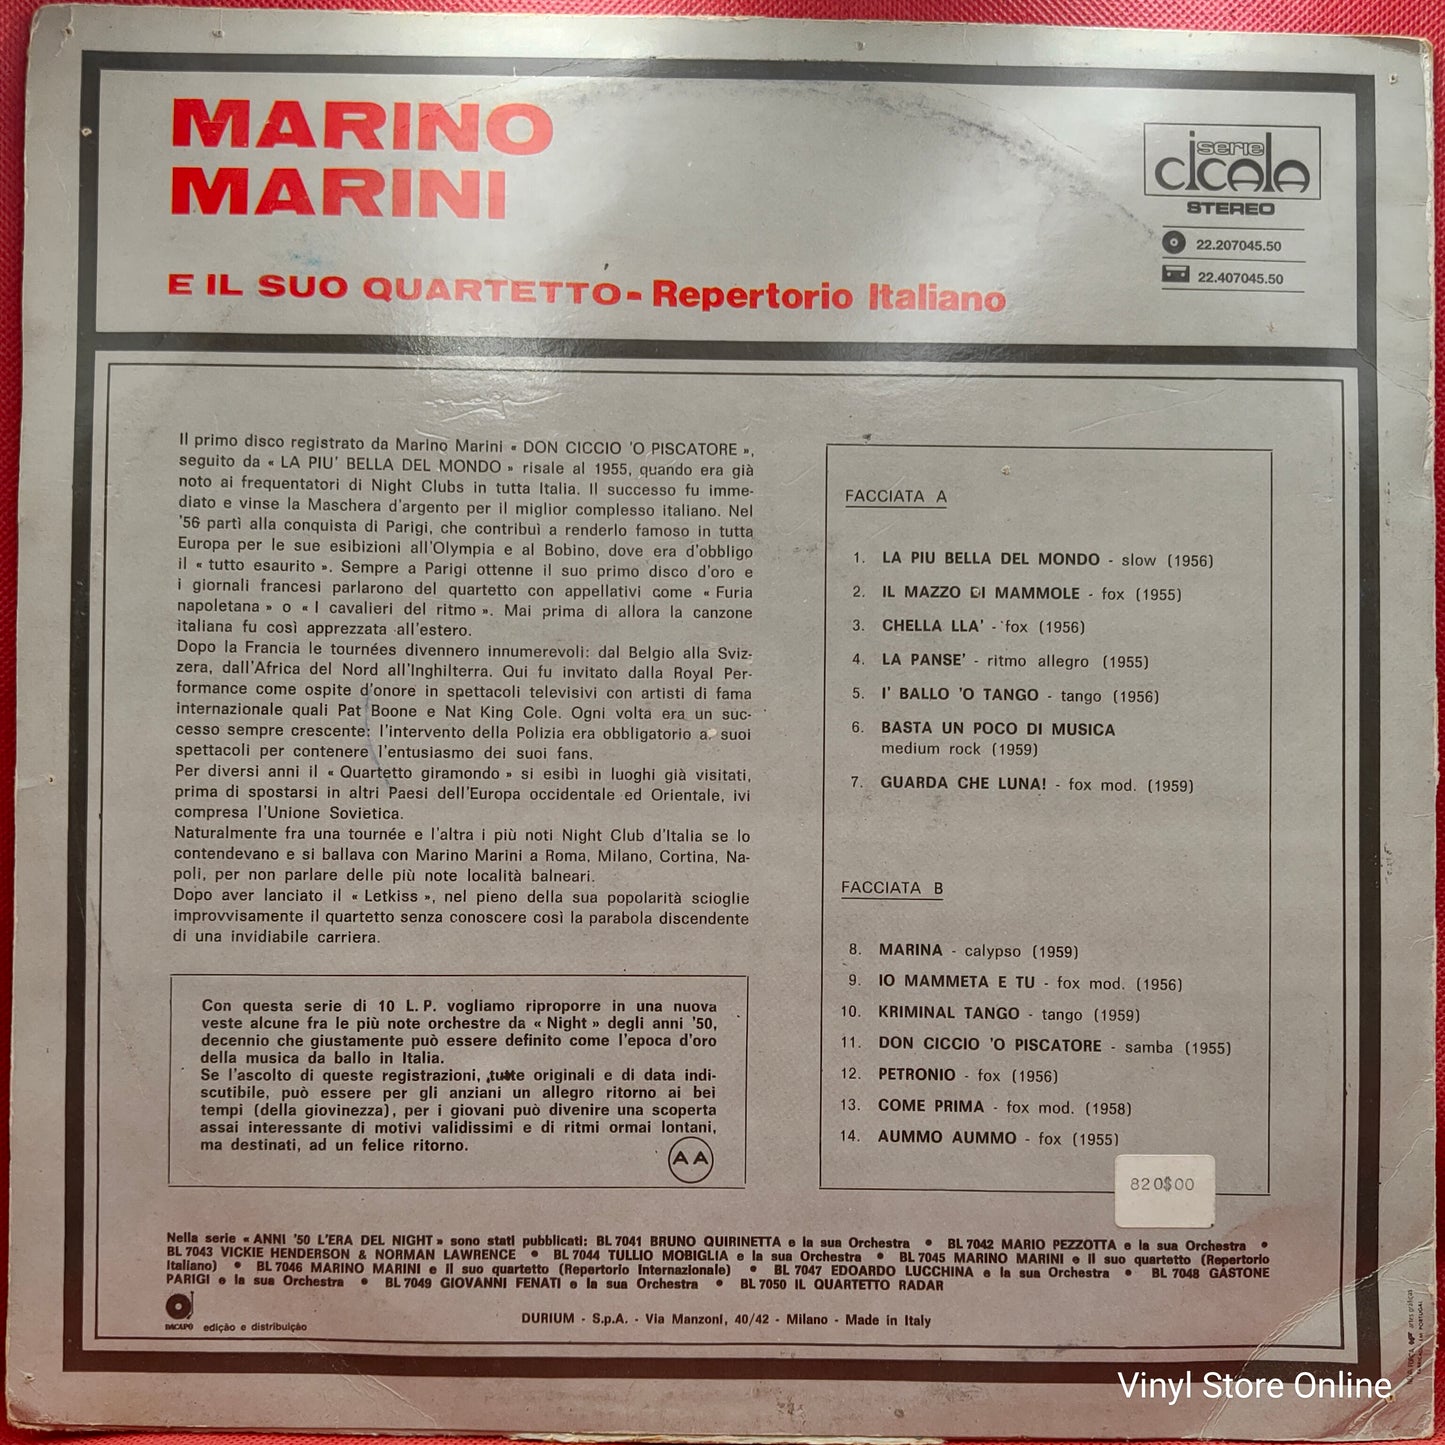 MARINO
MARINI
E IL SUO QUARTETTO - Repertorio Italiano
serie
cicala
STEREO
22.207045.50
22.407045.50
Il primo disco registrato da Marino Marini « DON CICCIO 'O PISCATORE »,
seguito da « LA PIU' BELLA DEL MONDO » risale al 1955, quando era già
noto ai frequentatori di Night Clubs in tutta Italia. Il successo fu imme-
diato e vinse la Maschera d'argento per il miglior complesso italiano. Nel
'56 partì alla conquista di Parigi, che contribuì a renderlo famoso in tutta
Europa per le sue esibizioni all'Olympia e al Bobino, dove era d'obbligo
il « tutto esaurito ». Sempre a Parigi ottenne il suo primo disco d'oro e
i giornali francesi parlarono del quartetto con appellativi come « Furia
napoletana » o « I cavalieri del ritmo ». Mai prima di allora la canzone
italiana fu così apprezzata all'estero.
Dopo la Francia le tournées divennero innumerevoli: dal Belgio alla Sviz-
zera, dall'Africa del Nord all'Inghilterra. Qui fu invitato dalla Royal Per-
formance come ospite d'onore in spettacoli televisivi con artisti di fama
internazionale quali Pat Boone e Nat King Cole. Ogni volta era un suc-
cesso sempre crescente: l'intervento della Polizia era obbligatorio a suoi
spettacoli per contenere l'entusiasmo dei suoi fans.
Per diversi anni il « Quartetto giramondo » si esibì in luoghi già visitati,
prima di spostarsi in altri Paesi dell'Europa occidentale ed Orientale, ivi
compresa l'Unione Sovietica.
Naturalmente fra una tournée e l'altra i più noti Night Club d'Italia se lo
contendevano e si ballava con Marino Marini a Roma, Milano, Cortina, Na-
poli, per non parlare delle più note località balneari.
Dopo aver lanciato il « Letkiss », nel pieno della sua popolarità scioglie
improvvisamente il quartetto senza conoscere così la parabola discendente
di una invidiabile carriera.
Con questa serie di 10 L.P. vogliamo riproporre in una nuova
veste alcune fra le più note orchestre da « Night » degli anni '50,
decennio che giustamente può essere definito come l'epoca d'oro
della musica da ballo in Italia.
Se l'ascolto di queste registrazioni, tutte originali e di data indi-
scutibile, può essere per gli anziani un allegro ritorno ai bei
tempi (della giovinezza), per i giovani può divenire una scoperta
assai interessante di motivi validissimi e di ritmi ormai lontani,
ma destinati, ad un felice ritorno.
AA
FACCIATA A
1. LA PIU BELLA DEL MONDO - slow (1956)
2. IL MAZZO DI MAMMOLE - fox (1955)
3. CHELLA LLA' - fox (1956)
4. LA PANSE' - ritmo allegro (1955)
5. I' BALLO 'O TANGO - tango (1956)
6. BASTA UN POCO DI MUSICA
medium rock (1959)
7. GUARDA CHE LUNA! - fox mod. (1959)
FACCIATA B
8. MARINA - calypso (1959)
9. IO MAMMETA E TU - fox mod. (1956)
10. KRIMINAL TANGO - tango (1959)
11. DON CICCIO 'O PISCATORE - samba (1955)
12. PETRONIO - fox (1956)
13. COME PRIMA - fox mod. (1958)
14. AUMMO AUMMO - fox (1955)
820$00
Nella serie « ANNI '50 L'ERA DEL NIGHT » sono stati pubblicati: BL 7041 BRUNO QUIRINETTA e la sua Orchestra • BL 7042 MARIO PEZZOTTA e la sua Orchestra •
BL 7043 VICKIE HENDERSON & NORMAN LAWRENCE • BL 7044 TULLIO MOBIGLIA e la sua Orchestra • BL 7045 MARINO MARINI e il suo quartetto (Repertorio
Italiano) • BL 7046 MARINO MARINI e il suo quartetto (Repertorio Internazionale) • BL 7047 EDOARDO LUCCHINA e la sua Orchestra • BL 7048 GASTONE
PARIGI e la sua Orchestra • BL 7049 GIOVANNI FENATI e la sua Orchestra • BL 7050 IL QUARTETTO RADAR
DACAPO edição e distribuição
DURIUM - S.p.A. - Via Manzoni, 40/42 - Milano - Made in Italy
artes gráficas
EM PORTUGAL
Vinyl Store Online